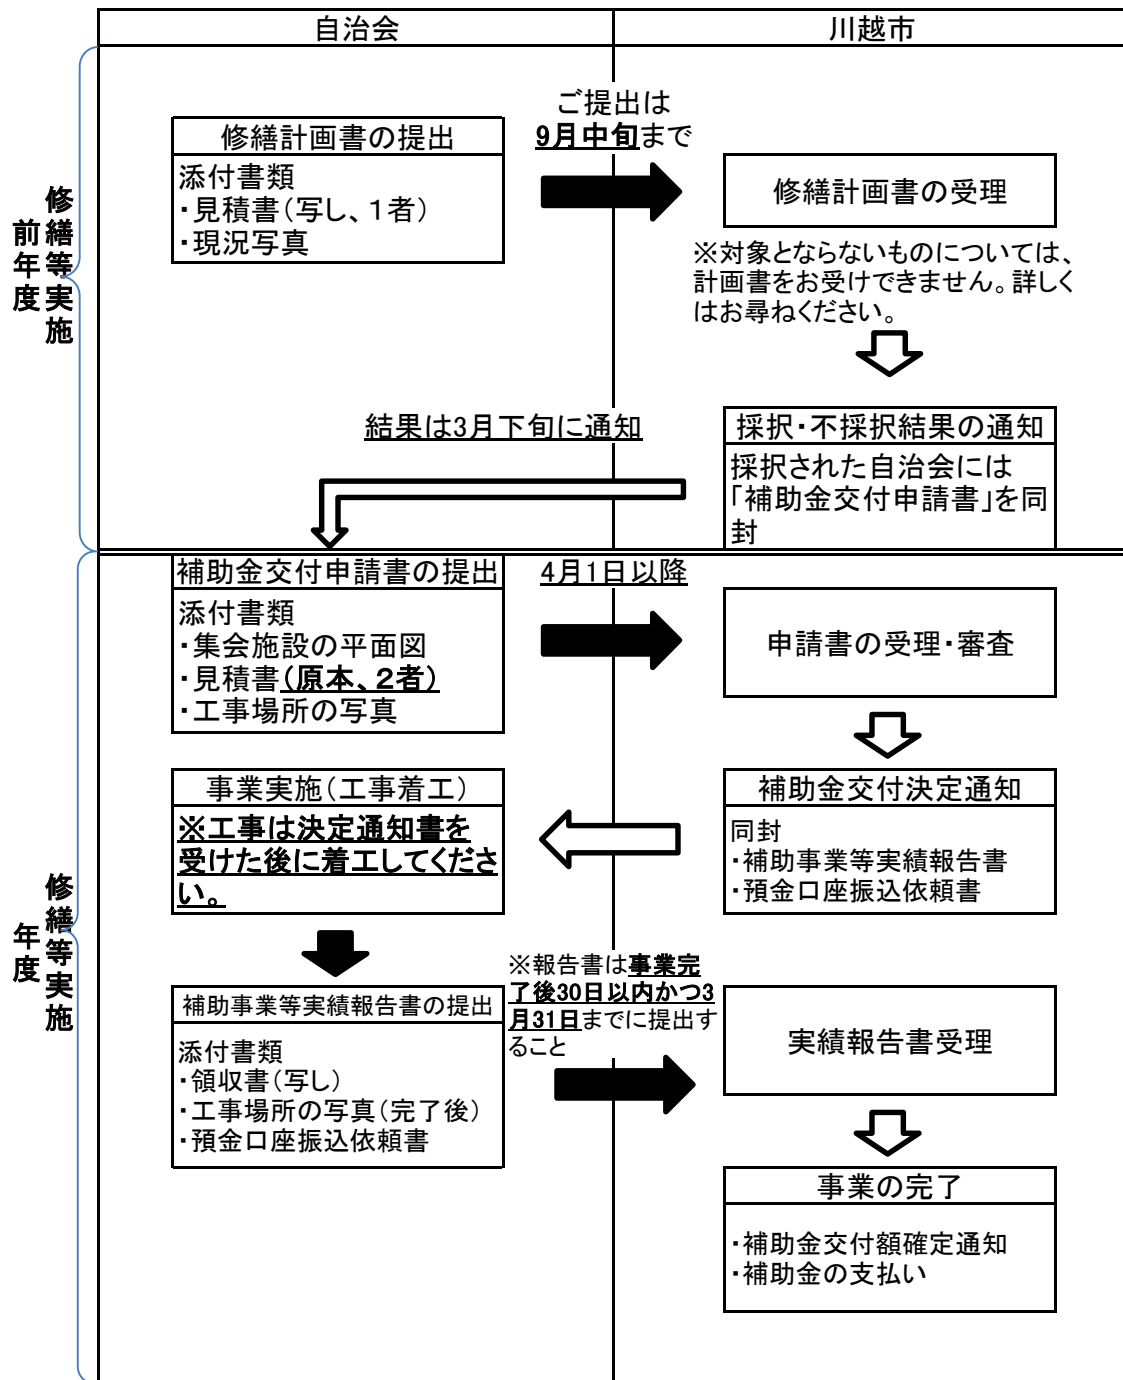 自治会
川越市
修繕等実施
前年度
ご提出は
9月中旬まで
修繕計画書の提出
添付書類
・見積書（写し、１者）
・現況写真
修繕計画書の受理
※対象とならないものについては、
計画書をお受けできません。詳しく
はお尋ねください。
採択・不採択結果の通知
採択された自治会には
「補助金交付申請書」を同
封
結果は3月下旬に通知
修繕等実施
年度
補助金交付申請書の提出
添付書類
・集会施設の平面図
・見積書（原本、２者）
・工事場所の写真
4月1日以降
申請書の受理・審査
補助金交付決定通知
同封
・補助事業等実績報告書
・預金口座振込依頼書
事業実施（工事着工）
※工事は決定通知書を
受けた後に着工してくださ
い。
補助事業等実績報告書の提出
添付書類
・領収書（写し）
・工事場所の写真（完了後）
・預金口座振込依頼書
※報告書は事業完
了後30日以内かつ3
月31日までに提出す
ること
実績報告書受理
事業の完了
・補助金交付額確定通知
・補助金の支払い